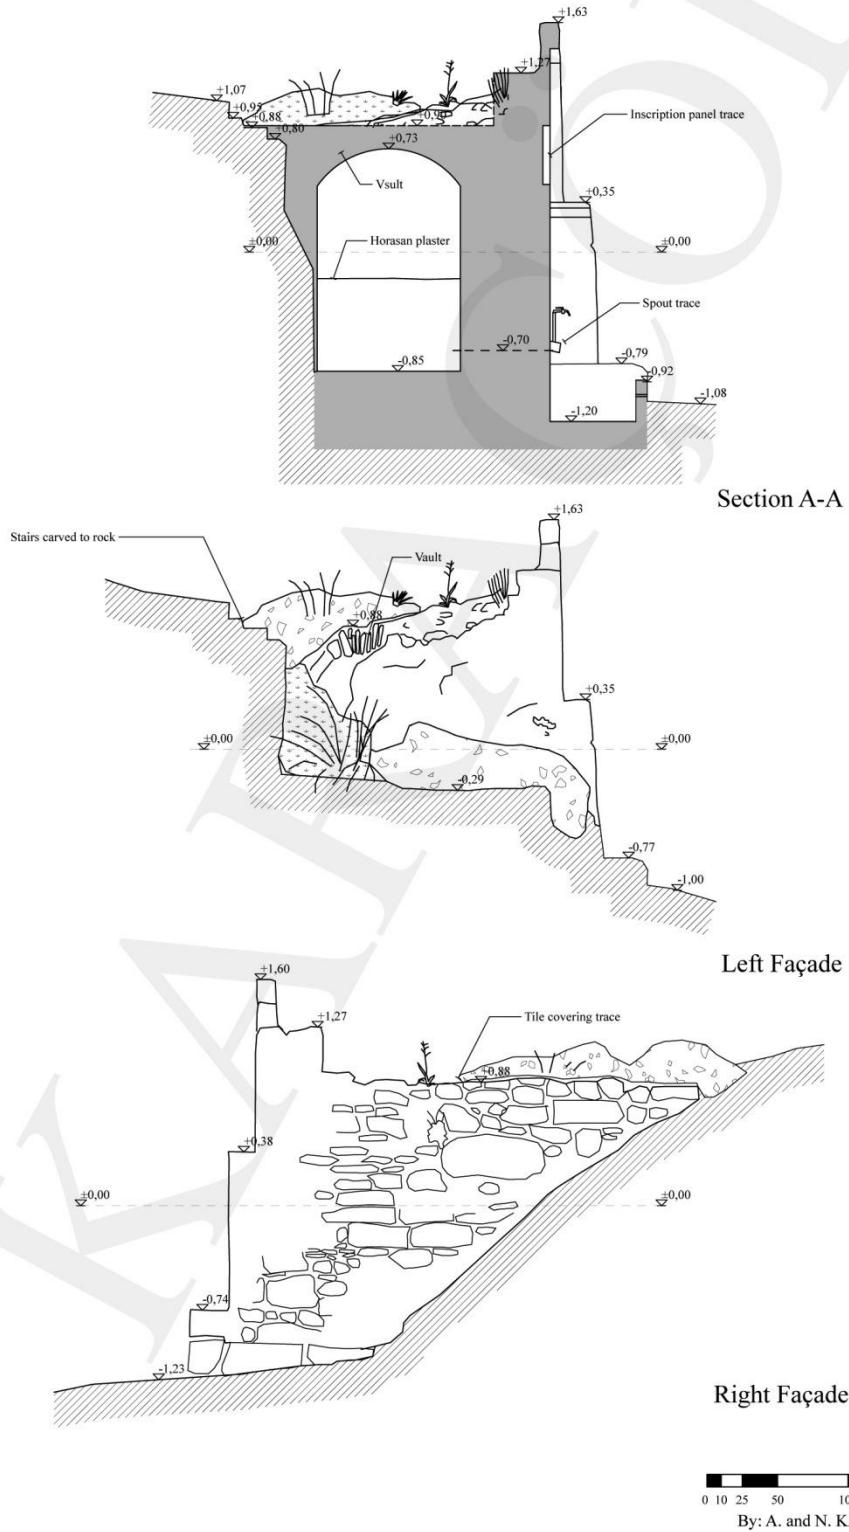 +1,63
+1,27
+1,07
+0,95
+0,88
+0,80
+0,90
+0,73
Inscription panel trace
Vsult
+0,35
±0,00
±0,00
Horasan plaster
Spout trace
-0,70
-0,79
-0,85
-0,92
-1,08
-1,20
Section A-A
+1,63
Stairs carved to rock
Vault
+0,88
+0,35
±0,00
±0,00
-0,29
-0,77
-1,00
Left Façade
+1,60
+1,27
Tile covering trace
+0,88
+0,38
±0,00
±0,00
-0,74
-1,23
Right Façade
0 10 25 50 10
By: A. and N. K